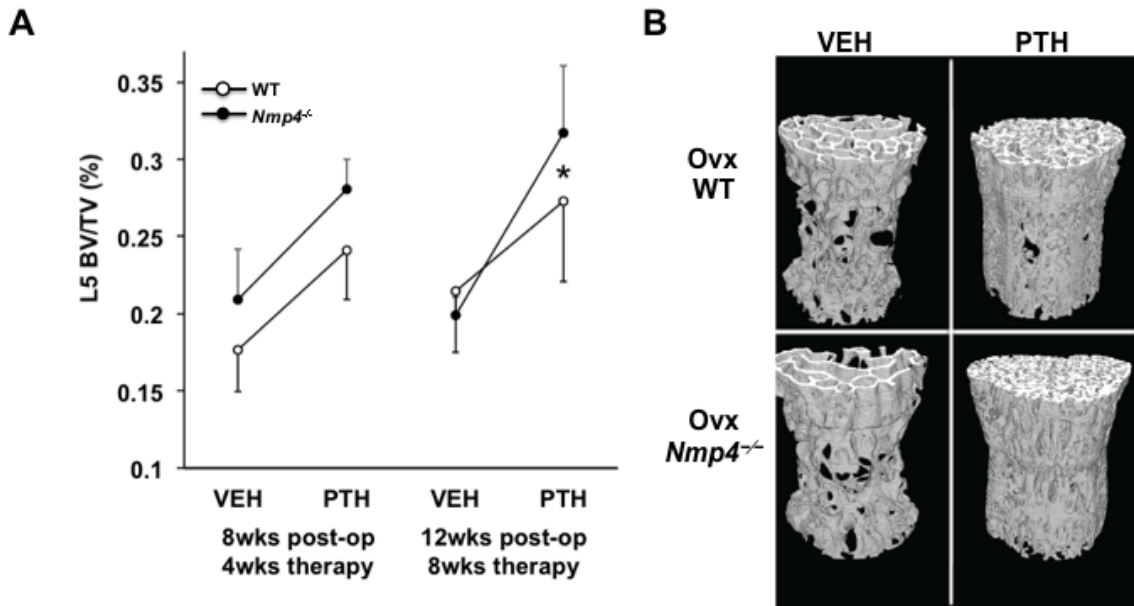 A
L5 BV/TV (%)
0.35
0.3
0.25
0.2
0.15
0.1
WT
Nmp4-/-
*
VEH PTH VEH PTH
8wks post-op 12wks post-op
4wks therapy 8wks therapy
B
VEH PTH
Ovx
WT
Ovx
Nmp4-/-